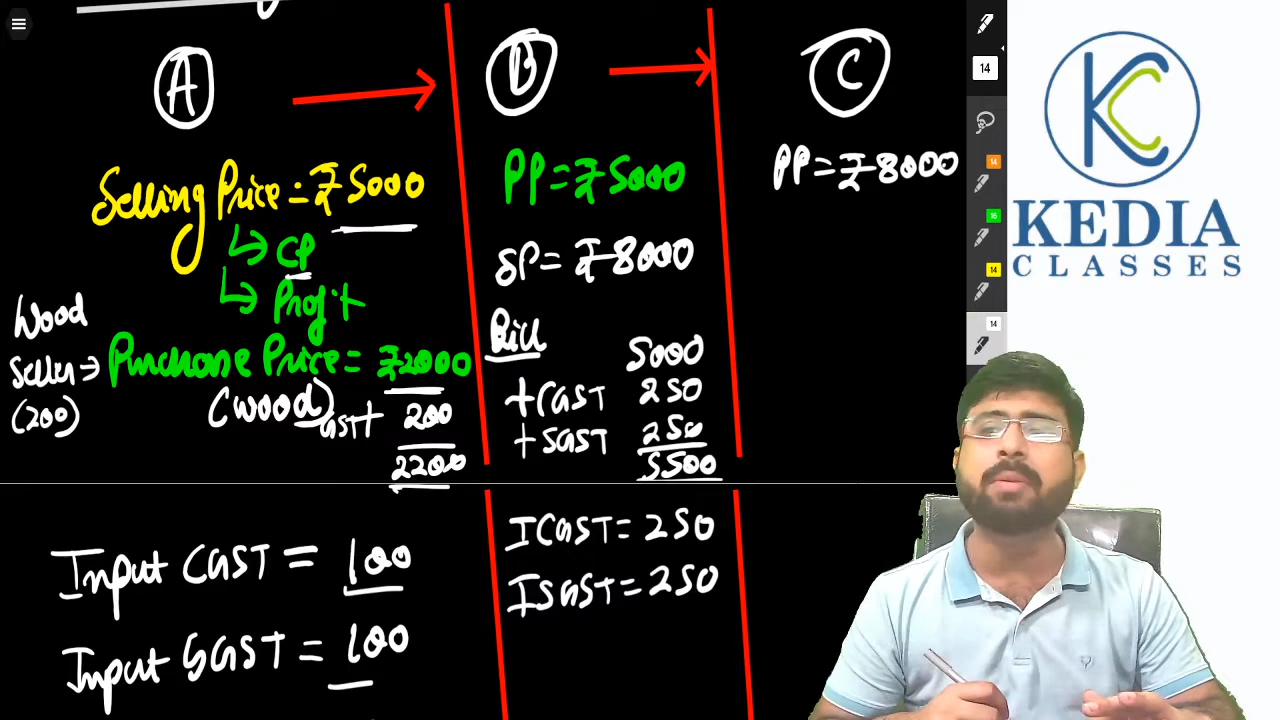 A
B
C
Selling Price = ₹5000
↳ CP
↳ Profit
Wood
Seller ⇒
(200)
Purchase Price = ₹2000
(wood) GST+ 200
2200
Input CGST = 100
Input SGST = 100
PP = ₹5000
SP = ₹8000
Bill
5000
+CGST 250
+SGST 250
5500
ICGST = 250
ISGST = 250
PP = ₹8000
14
14
16
14
14
KC
KEDIA
CLASSES